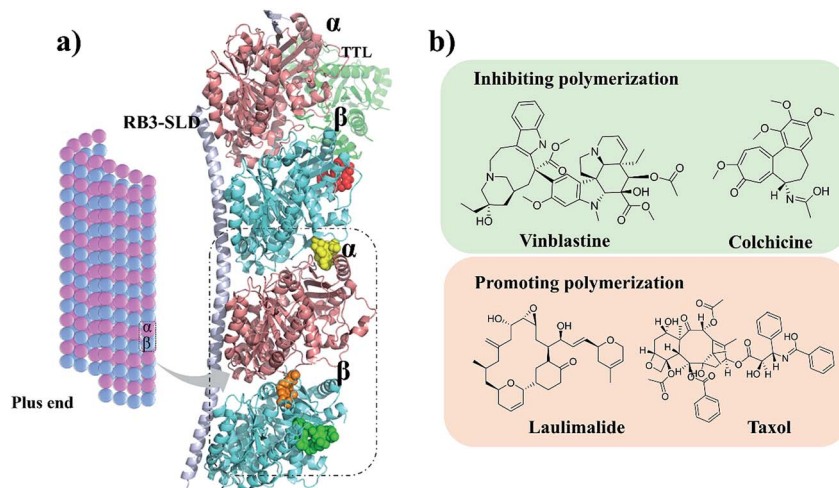 a)
α
TTL
RB3-SLD
β
α
β
α
β
Plus end
b)
Inhibiting polymerization
Vinblastine
Colchicine
Promoting polymerization
Laulimalide
Taxol